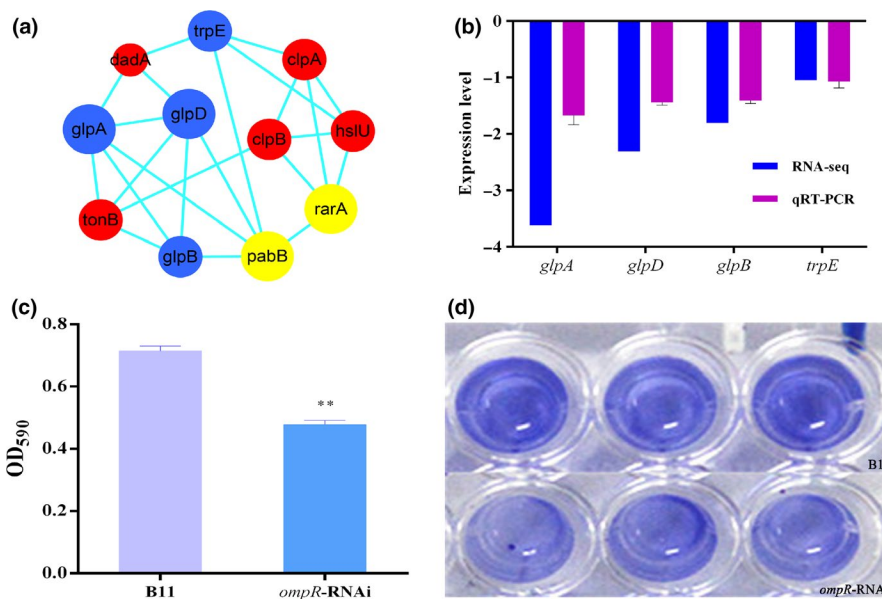 (a)
trpE
dadA
clpA
glpA
glpD
clpB
hslU
tonB
rarA
glpB
pabB
(b)
Expression level
0
−1
−2
−3
−4
glpA
glpD
glpB
trpE
RNA-seq
qRT-PCR
(c)
OD590
0.8
0.6
0.4
0.2
0.0
**
B11
ompR-RNAi
(d)
B1
ompR-RNA